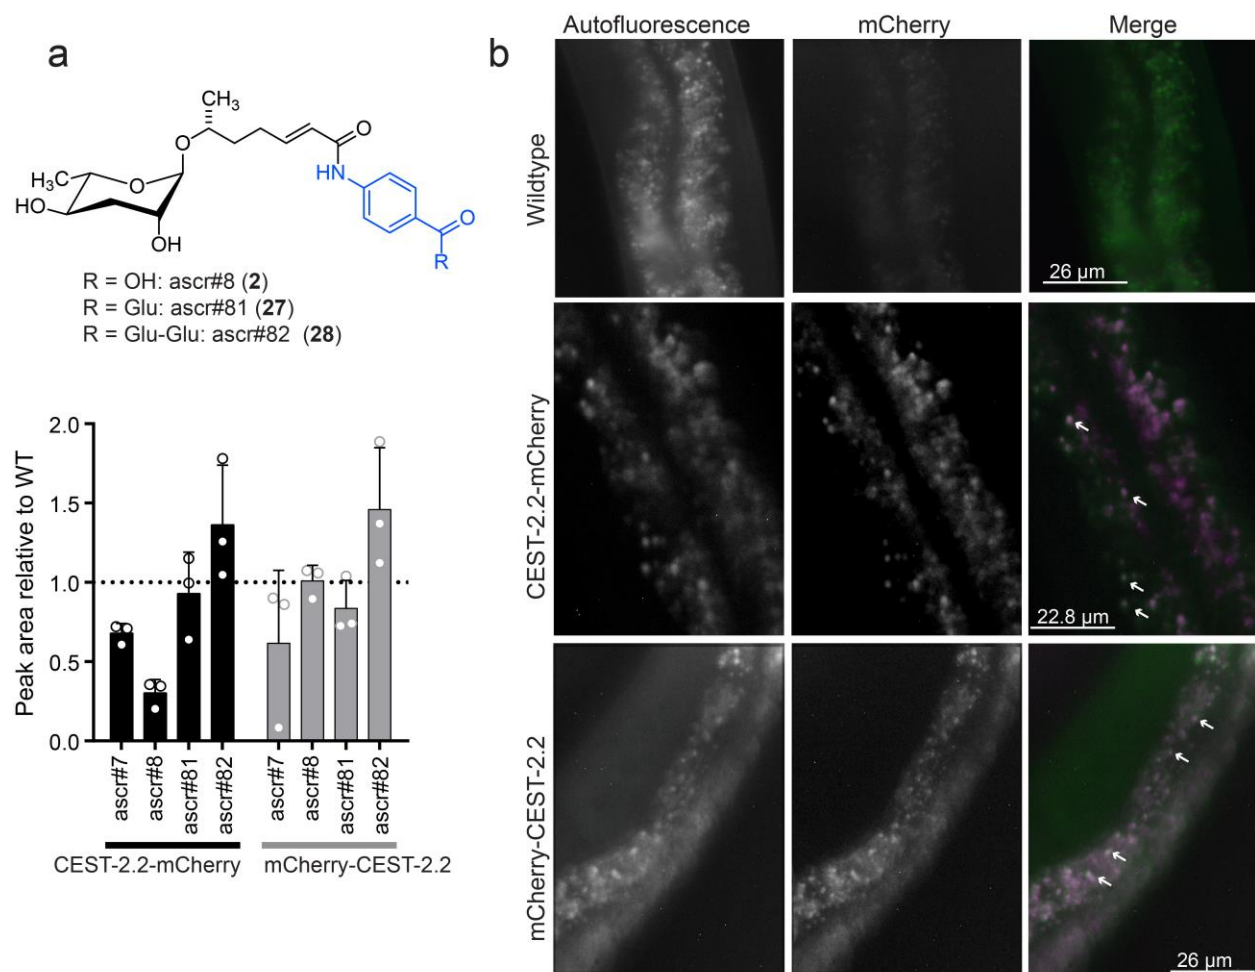 a
CH₃
O
O
HN
H₃C
O
HO
OH
O
R
R = OH: ascr#8 (2)
R = Glu: ascr#81 (27)
R = Glu-Glu: ascr#82 (28)
Peak area relative to WT
2.0
1.5
1.0
0.5
0.0
ascr#7
ascr#8
ascr#81
ascr#82
ascr#7
ascr#8
ascr#81
ascr#82
CEST-2.2-mCherry
mCherry-CEST-2.2
b
Autofluorescence
mCherry
Merge
Wildtype
26 µm
CEST-2.2-mCherry
22.8 µm
mCherry-CEST-2.2
26 µm